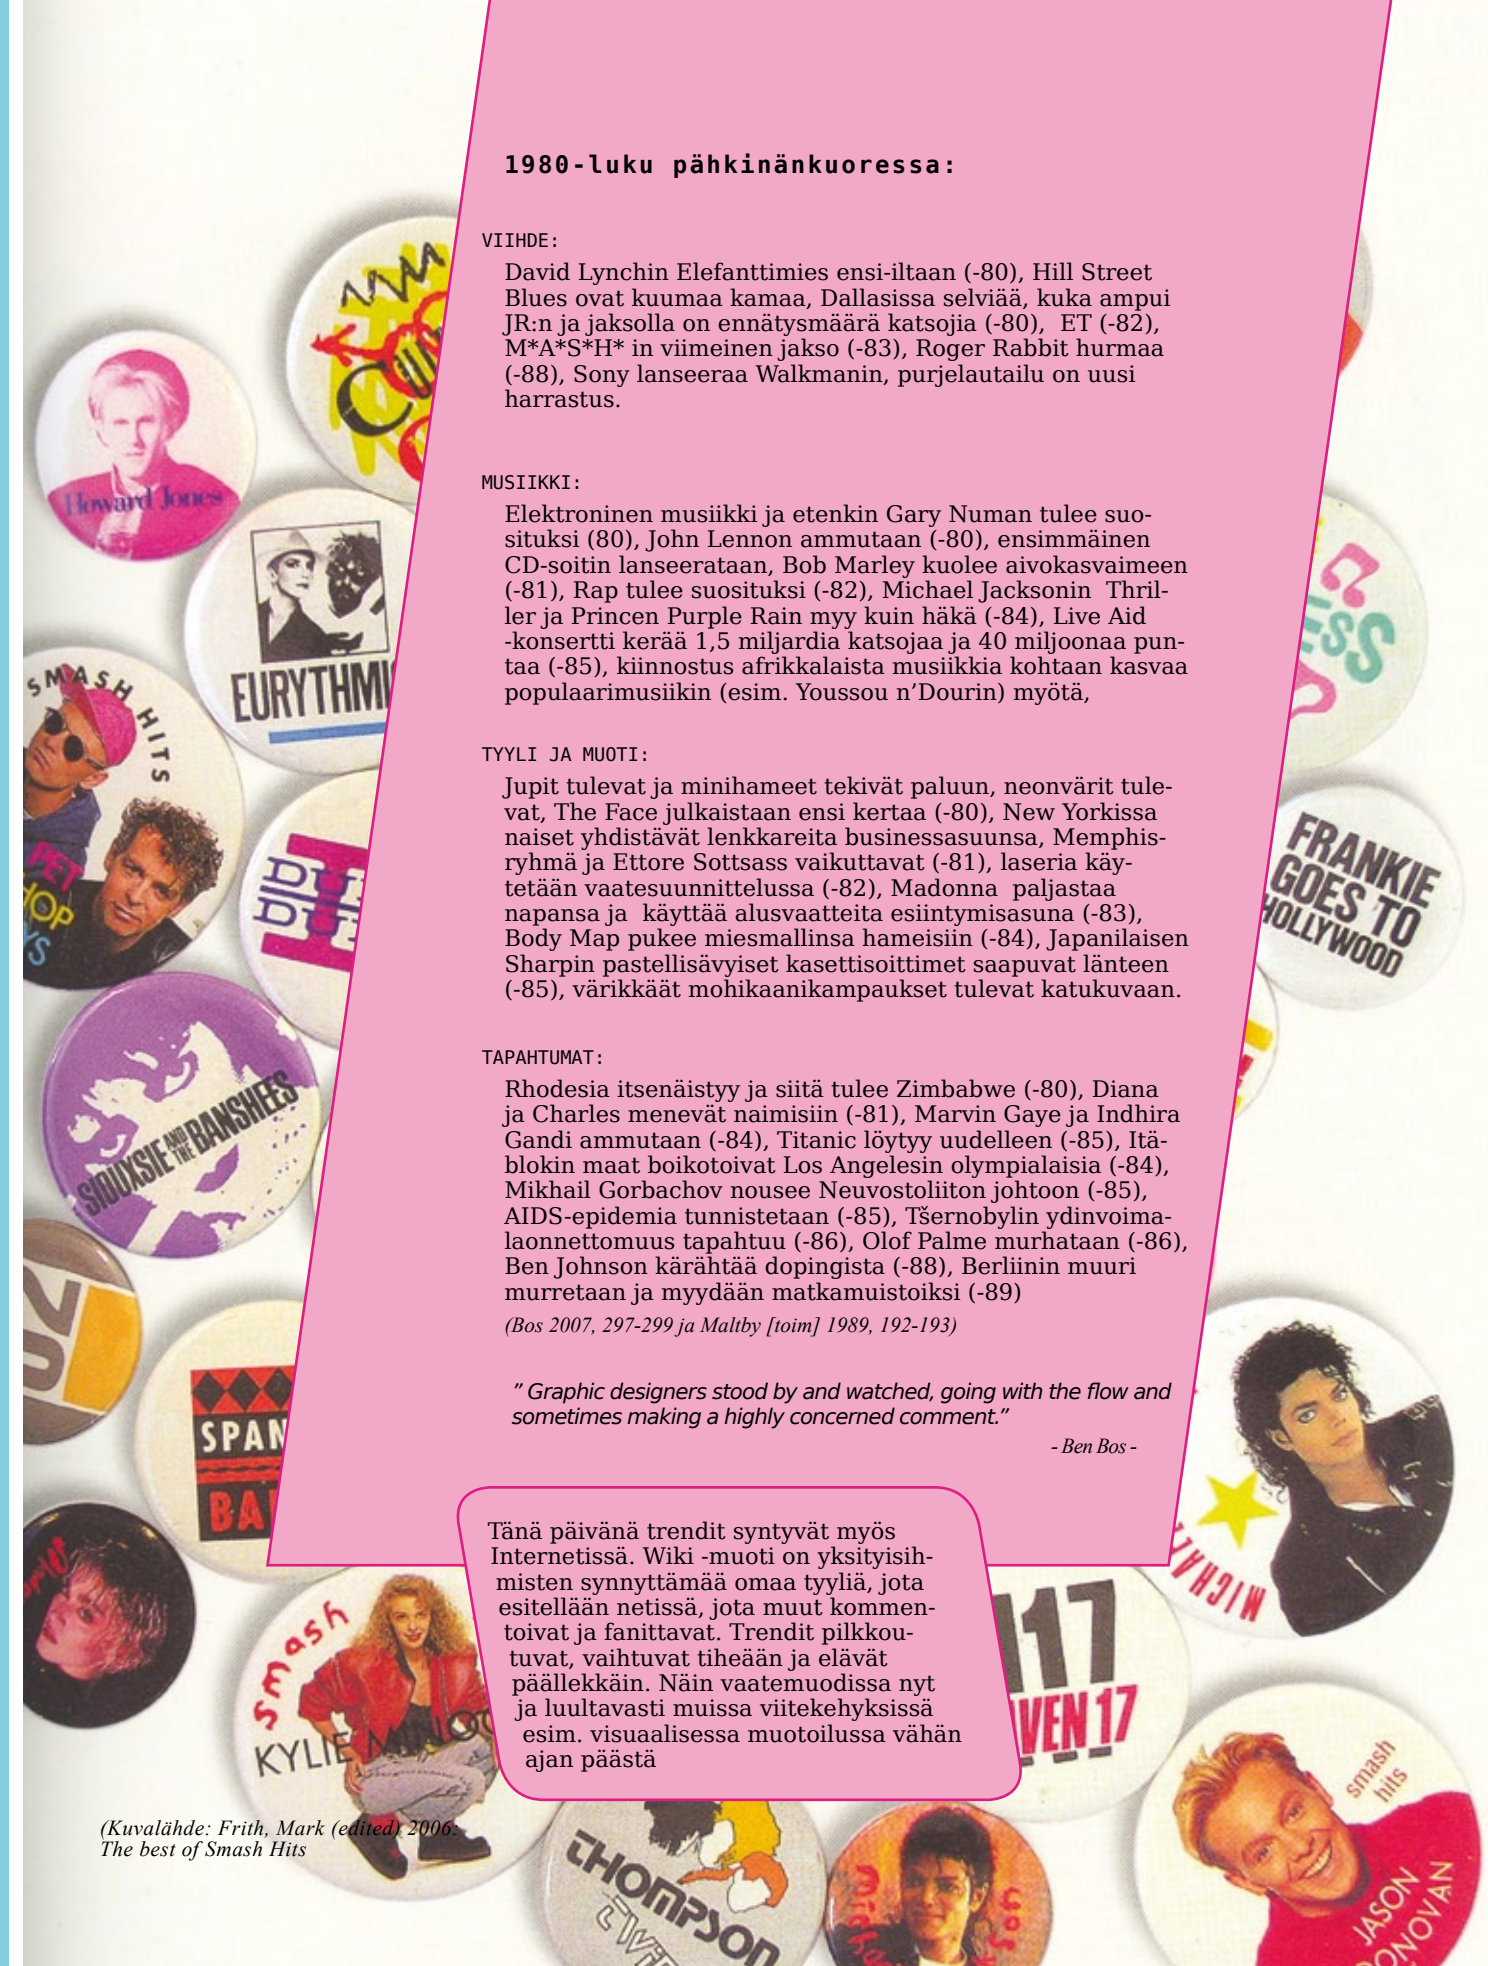 1980-luku pähkinänkuoressa:
VIIHDE:
David Lynchin Elefanttimies ensi-iltaan (-80), Hill Street
Blues ovat kuumaa kamaa, Dallasissa selviää, kuka ampui
JR:n ja jaksolla on ennätysmäärä katsojia (-80),  ET (-82),
M*A*S*H* in viimeinen jakso (-83), Roger Rabbit hurmaa
(-88), Sony lanseeraa Walkmanin, purjelautailu on uusi
harrastus.
MUSIIKKI:
Elektroninen musiikki ja etenkin Gary Numan tulee suo-
situksi (80), John Lennon ammutaan (-80), ensimmäinen
CD-soitin lanseerataan, Bob Marley kuolee aivokasvaimeen
(-81), Rap tulee suosituksi (-82), Michael Jacksonin  Thril-
ler ja Princen Purple Rain myy kuin häkä (-84), Live Aid
-konsertti kerää 1,5 miljardia katsojaa ja 40 miljoonaa pun-
taa (-85), kiinnostus afrikkalaista musiikkia kohtaan kasvaa
populaarimusiikin (esim. Youssou n’Dourin) myötä,
TYYLI JA MUOTI:
Jupit tulevat ja minihameet tekivät paluun, neonvärit tule-
vat, The Face julkaistaan ensi kertaa (-80), New Yorkissa
naiset yhdistävät lenkkareita businessasuunsa, Memphis-
ryhmä ja Ettore Sottsass vaikuttavat (-81), laseria käy-
tetään vaatesuunnittelussa (-82), Madonna  paljastaa
napansa ja  käyttää alusvaatteita esiintymisasuna (-83),
Body Map pukee miesmallinsa hameisiin (-84), Japanilaisen
Sharpin pastellisävyiset kasettisoittimet saapuvat länteen
(-85), värikkäät mohikaanikampaukset tulevat katukuvaan.
TAPAHTUMAT:
Rhodesia itsenäistyy ja siitä tulee Zimbabwe (-80), Diana
ja Charles menevät naimisiin (-81), Marvin Gaye ja Indhira
Gandi ammutaan (-84), Titanic löytyy uudelleen (-85), Itä-
blokin maat boikotoivat Los Angelesin olympialaisia (-84),
Mikhail Gorbachov nousee Neuvostoliiton johtoon (-85),
AIDS-epidemia tunnistetaan (-85), Tšernobylin ydinvoima-
laonnettomuus tapahtuu (-86), Olof Palme murhataan (-86),
Ben Johnson kärähtää dopingista (-88), Berliinin muuri
murretaan ja myydään matkamuistoiksi (-89)
(Bos 2007, 297-299 ja Maltby [toim] 1989, 192-193)
” Graphic designers stood by and watched, going with the flow and
sometimes making a highly concerned comment.”
- Ben Bos -
Tänä päivänä trendit syntyvät myös
Internetissä. Wiki -muoti on yksityisih-
misten synnyttämää omaa tyyliä, jota
esitellään netissä, jota muut kommen-
toivat ja fanittavat. Trendit pilkkou-
tuvat, vaihtuvat tiheään ja elävät
päällekkäin. Näin vaatemuodissa nyt
ja luultavasti muissa viitekehyksissä
esim. visuaalisessa muotoilussa vähän
ajan päästä
(Kuvalähde: Frith, Mark (edited) 2006:
The best of Smash Hits
Howard Jones
EURYTHMI
SMASH HITS
PET
HOP
YS
DU
DU
SIOUXSIE AND THE BANSHEES
SPAN
BA
smash
KYLIE MINO
THOMPSON
TWI
17
VEN 17
MICHAE
smash
hits
JASON
DONOVAN
FRANKIE
GOES TO
HOLLYWOOD
ESS